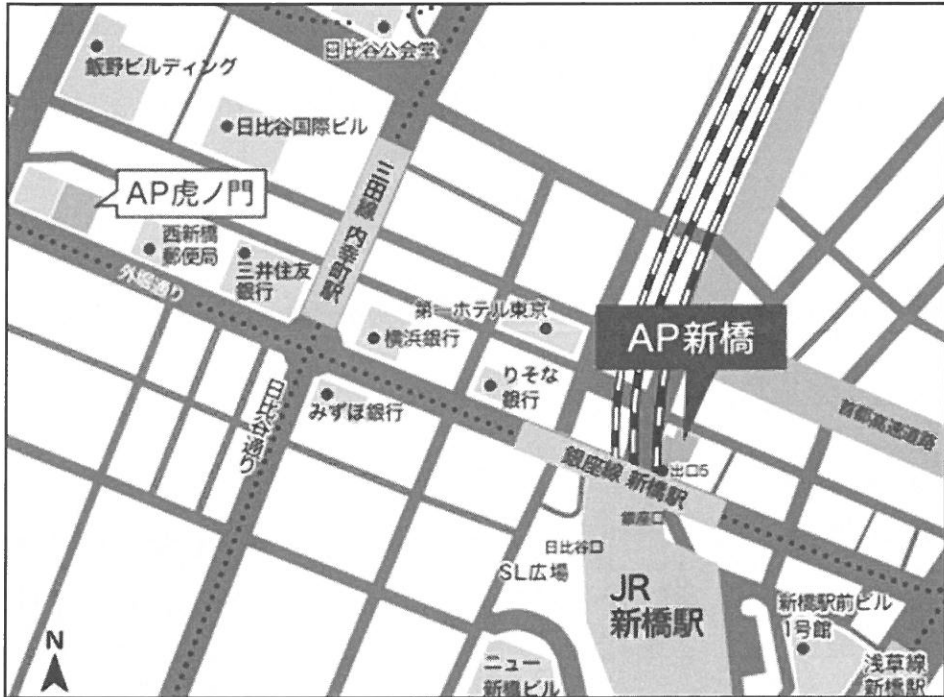 日比谷公会堂
飯野ビルディング
日比谷国際ビル
AP虎ノ門
三田線 内幸町駅
西新橋
郵便局
三井住友
銀行
外堀通り
第一ホテル東京
横浜銀行
AP新橋
りそな
銀行
みずほ銀行
日比谷通り
首都高速道路
銀座線 新橋駅
出口5
銀座口
日比谷口
SL広場
JR
新橋駅
新橋駅前ビル
1号館
N
ニュー
新橋ビル
浅草線
新橋駅